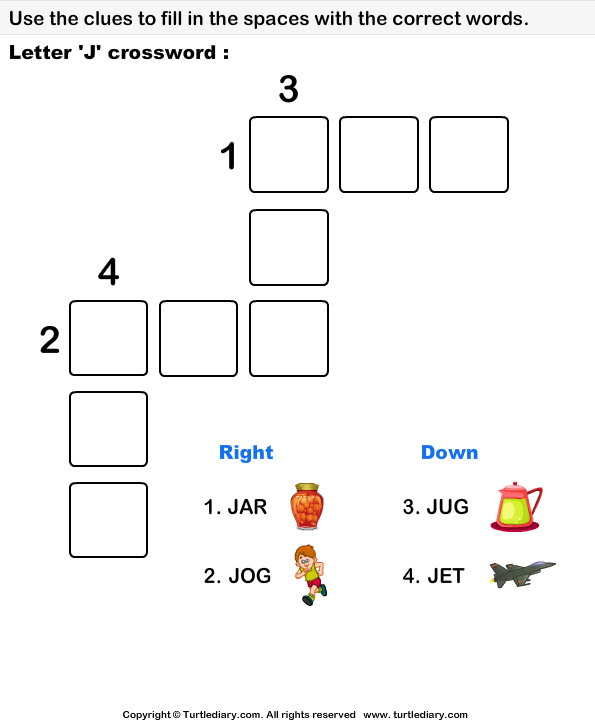 Use the clues to fill in the spaces with the correct words.
Letter 'J' crossword :
3
1
4
2
Right Down
1. JAR 3. JUG
2. JOG 4. JET
Copyright © Turtlediary.com. All rights reserved www. turtlediary.com